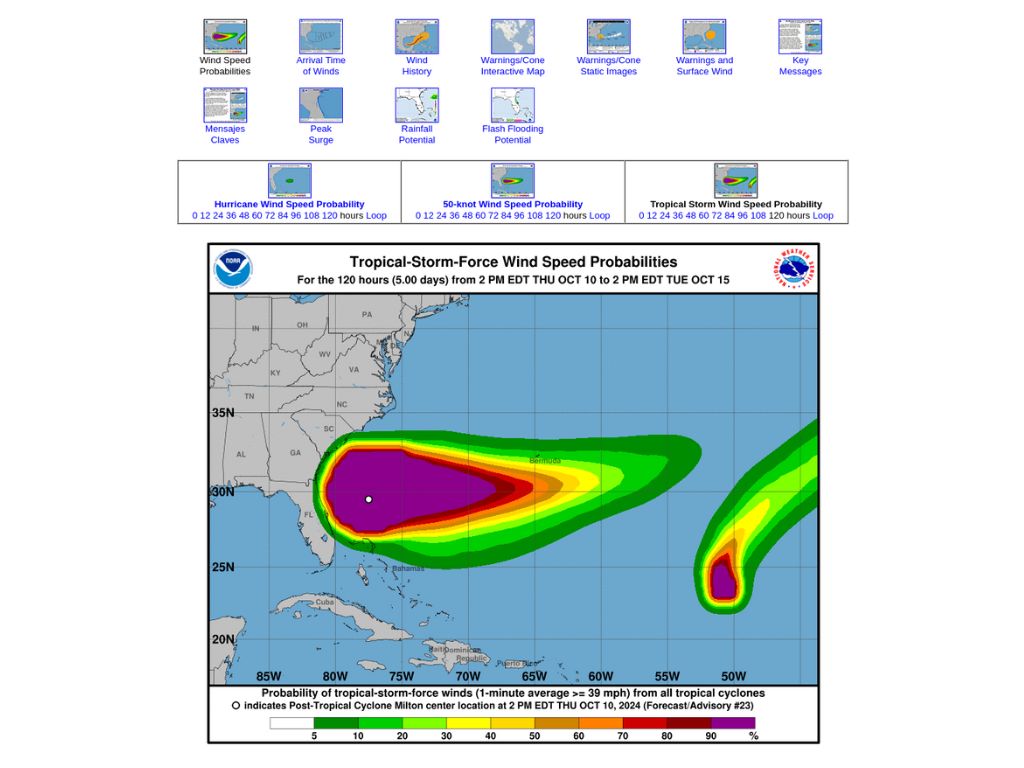 Wind Speed
Probabilities
Arrival Time
of Winds
Wind
History
Warnings/Cone
Interactive Map
Warnings/Cone
Static Images
Warnings and
Surface Wind
Key
Messages
Mensajes
Claves
Peak
Surge
Rainfall
Potential
Flash Flooding
Potential
Hurricane Wind Speed Probability
0 12 24 36 48 60 72 84 96 108 120 hours Loop
50-knot Wind Speed Probability
0 12 24 36 48 60 72 84 96 108 120 hours Loop
Tropical Storm Wind Speed Probability
0 12 24 36 48 60 72 84 96 108 120 hours Loop
NOAA
Tropical-Storm-Force Wind Speed Probabilities
For the 120 hours (5.00 days) from 2 PM EDT THU OCT 10 to 2 PM EDT TUE OCT 15
NATIONAL WEATHER SERVICE
PA
IN
OH
WV
KY
VA
TN
NC
35N
SC
AL
GA
Bermuda
30N
FL
25N
Bahamas
Cuba
20N
Haiti
Dominican
Republic
Puerto Rico
85W
80W
75W
70W
65W
60W
55W
50W
Probability of tropical-storm-force winds (1-minute average >= 39 mph) from all tropical cyclones
indicates Post-Tropical Cyclone Milton center location at 2 PM EDT THU OCT 10, 2024 (Forecast/Advisory #23)
5 10 20 30 40 50 60 70 80 90 %